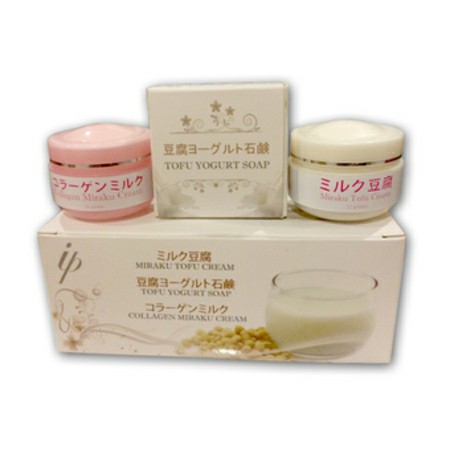 コラーゲンミルク
Collagen Miraku Cream
豆腐ヨーグルト石鹸
TOFU YOGURT SOAP
ミルク豆腐
Miraku Tofu Cream
ip
ミルク豆腐
MIRAKU TOFU CREAM
豆腐ヨーグルト石鹸
TOFU YOGURT SOAP
コラーゲンミルク
COLLAGEN MIRAKU CREAM